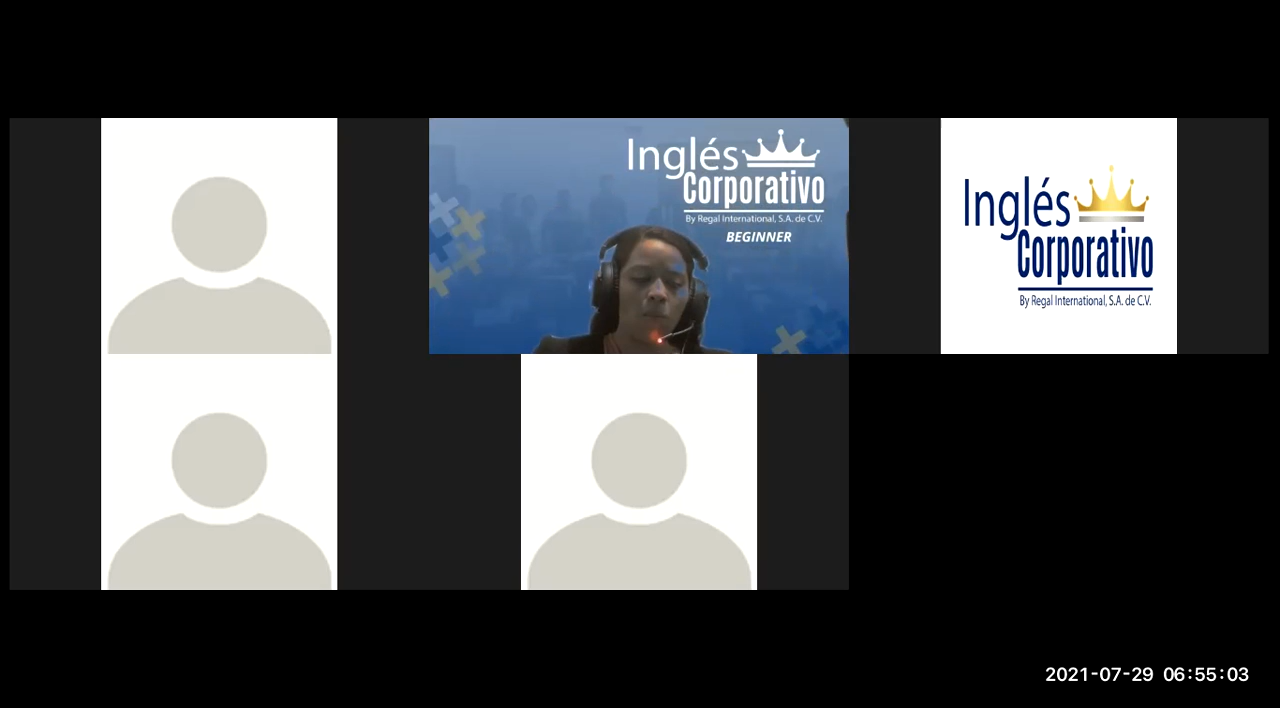 Inglés
Corporativo
By Regal International, S.A. de C.V.
BEGINNER
Inglés
Corporativo
By Regal International, S.A. de C.V.
2021-07-29 06:55:03